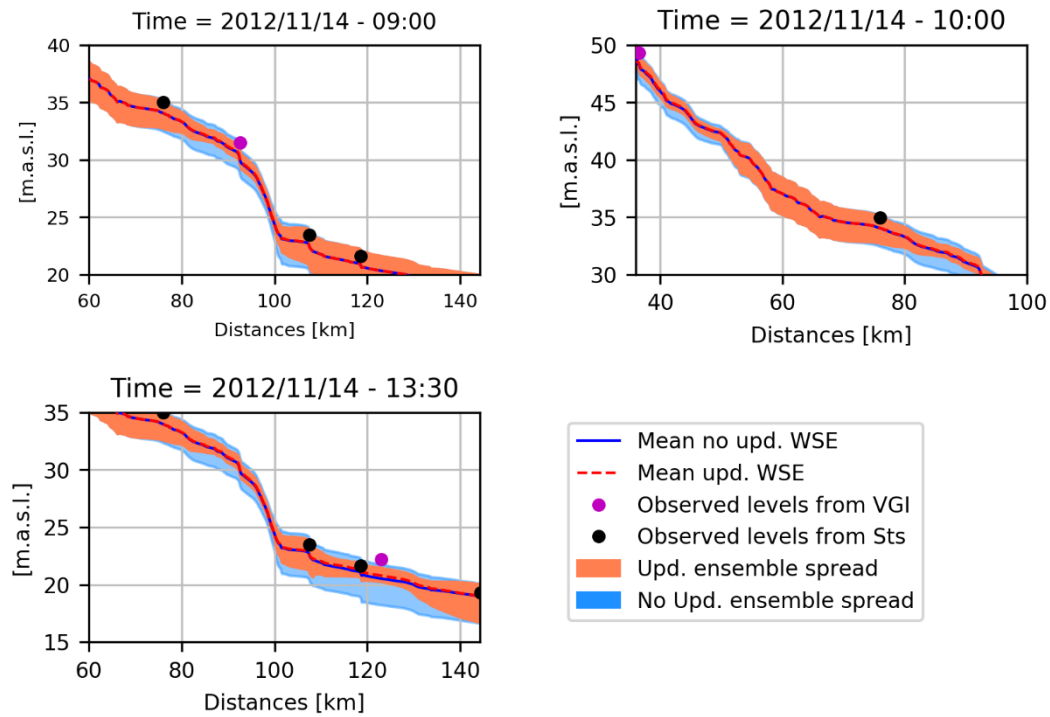 Time = 2012/11/14 - 09:00
40
35
30
25
20
[m.a.s.l.]
60 80 100 120 140
Distances [km]
Time = 2012/11/14 - 10:00
50
45
40
35
30
[m.a.s.l.]
40 60 80 100
Distances [km]
Time = 2012/11/14 - 13:30
35
30
25
20
15
[m.a.s.l.]
60 80 100 120 140
Distances [km]
Mean no upd. WSE
Mean upd. WSE
Observed levels from VGI
Observed levels from Sts
Upd. ensemble spread
No Upd. ensemble spread